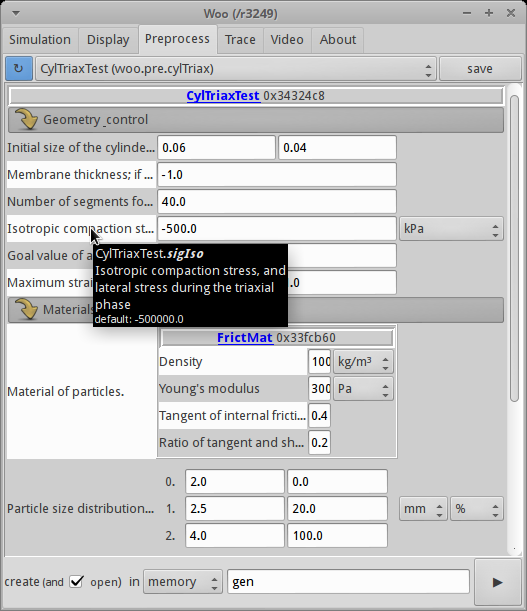 Woo (/r3249)
Simulation Display Preprocess Trace Video About
CylTriaxTest (woo.pre.cylTriax) save
CylTriaxTest 0x34324c8
Geometry_control
Initial size of the cylinde... 0.06 0.04
Membrane thickness; if ... -1.0
Number of segments fo... 40.0
Isotropic compaction st... -500.0 kPa
Goal value of a
Maximum strai .0
CylTriaxTest.sigIso
Isotropic compaction stress, and
lateral stress during the triaxial
phase
default: -500000.0
Material
FrictMat 0x33fcb60
Density 100 kg/m³
Young's modulus 300 Pa
Tangent of internal fricti... 0.4
Ratio of tangent and sh... 0.2
Material of particles.
0. 2.0 0.0
Particle size distribution... 1. 2.5 20.0 mm %
2. 4.0 100.0
create (and open) in memory gen